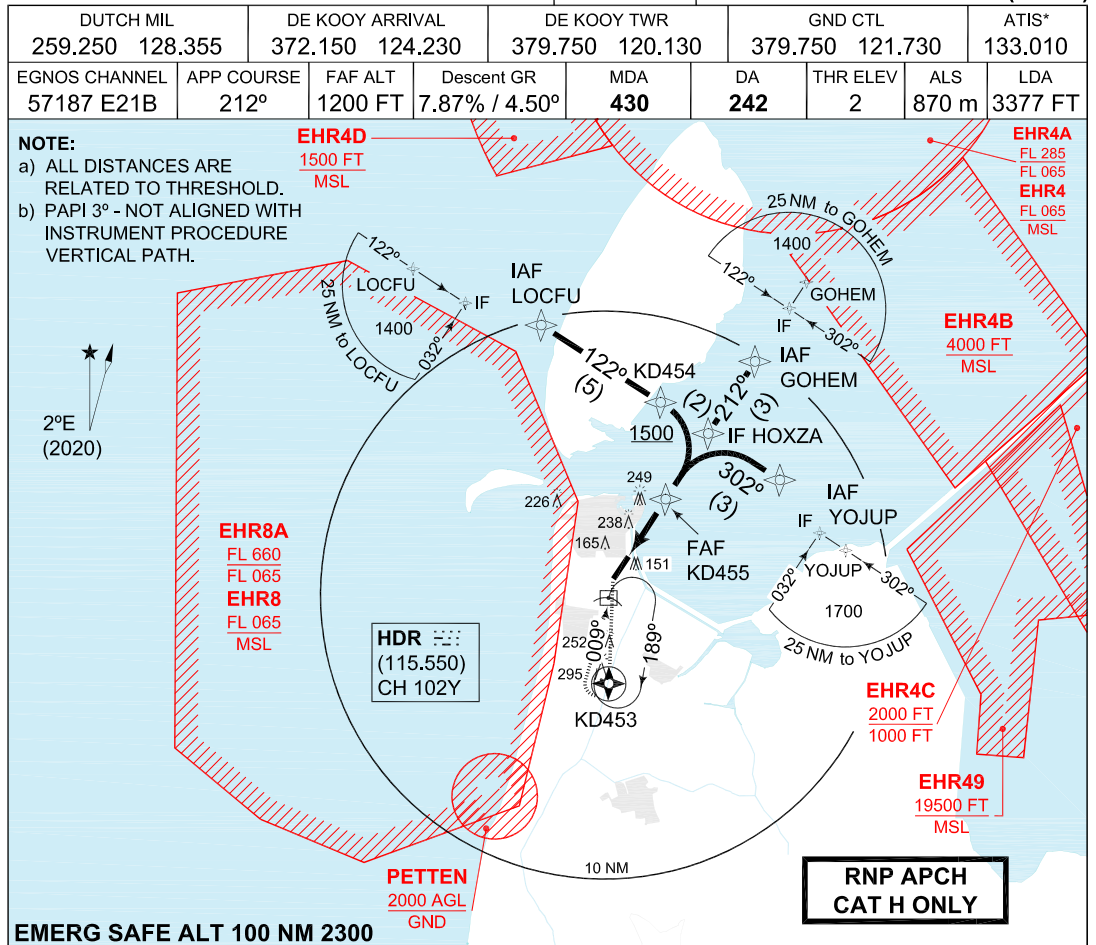 DUTCH MIL
259.250 128.355
DE KOOY ARRIVAL
372.150 124.230
DE KOOY TWR
379.750 120.130
GND CTL
379.750 121.730
ATIS*
133.010
EGNOS CHANNEL
57187 E21B
APP COURSE
212º
FAF ALT
1200 FT
Descent GR
7.87% / 4.50º
MDA
430
DA
242
THR ELEV
2
ALS
870 m
LDA
3377 FT
NOTE:
a) ALL DISTANCES ARE
RELATED TO THRESHOLD.
b) PAPI 3º - NOT ALIGNED WITH
INSTRUMENT PROCEDURE
VERTICAL PATH.
EHR4D
1500 FT
MSL
EHR4A
FL 285
FL 065
EHR4
FL 065
MSL
122º
LOCFU
IF
1400
032º
25 NM to LOCFU
IAF
LOCFU
25 NM to GOHEM
1400
122º
GOHEM
IF
302º
EHR4B
4000 FT
MSL
2ºE
(2020)
122º
(5)
KD454
1500
(2)
212º
(3)
IAF
GOHEM
IF HOXZA
302º
(3)
IAF
YOJUP
249
226
238
165
151
FAF
KD455
IF
YOJUP
032º
302º
1700
25 NM to YOJUP
EHR8A
FL 660
FL 065
EHR8
FL 065
MSL
HDR
(115.550)
CH 102Y
009º
189º
252
295
KD453
EHR4C
2000 FT
1000 FT
EHR49
19500 FT
MSL
10 NM
PETTEN
2000 AGL
GND
RNP APCH
CAT H ONLY
EMERG SAFE ALT 100 NM 2300